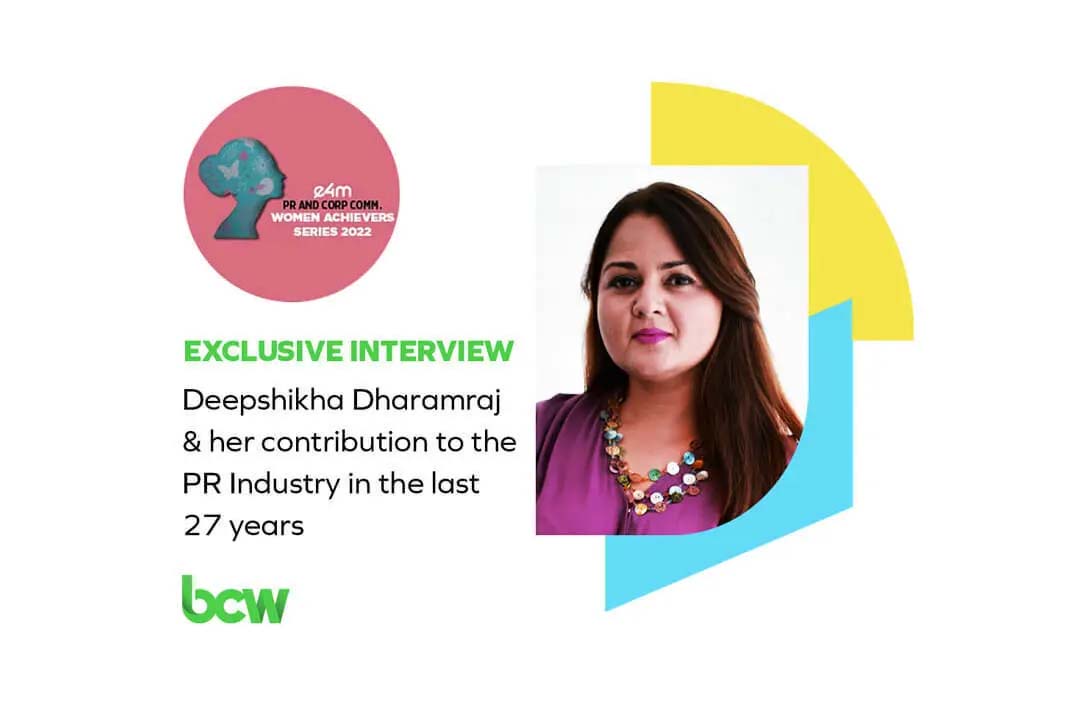 e4m
PR AND CORP COMM.
WOMEN ACHIEVERS
SERIES 2022
EXCLUSIVE INTERVIEW
Deepshikha Dharamraj
& her contribution to the
PR Industry in the last
27 years
bcw